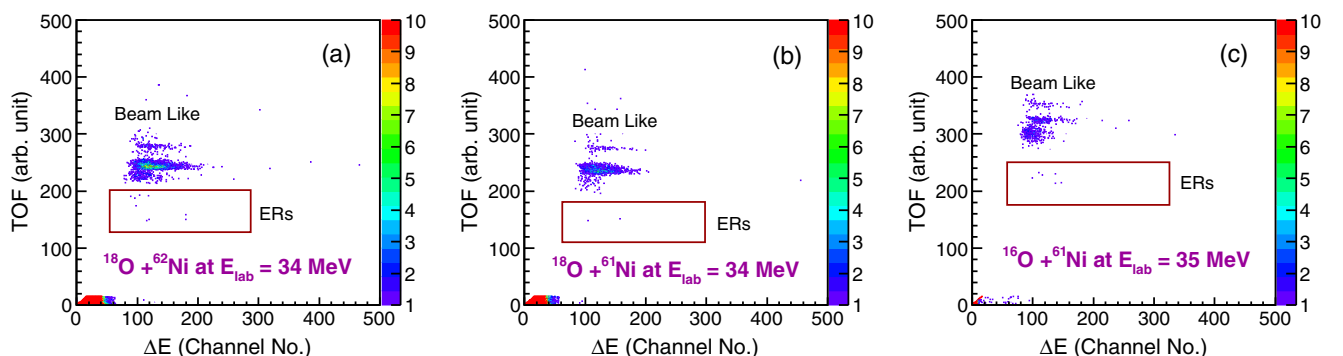 TOF (arb. unit)
500
400
300
200
100
0
(a)
Beam Like
ERs
¹⁸O +⁶²Ni at E_lab = 34 MeV
0 100 200 300 400 500
ΔE (Channel No.)
10
9
8
7
6
5
4
3
2
1
TOF (arb. unit)
500
400
300
200
100
0
(b)
Beam Like
ERs
¹⁸O +⁶¹Ni at E_lab = 34 MeV
0 100 200 300 400 500
ΔE (Channel No.)
10
9
8
7
6
5
4
3
2
1
TOF (arb. unit)
500
400
300
200
100
0
(c)
Beam Like
ERs
¹⁶O +⁶¹Ni at E_lab = 35 MeV
0 100 200 300 400 500
ΔE (Channel No.)
10
9
8
7
6
5
4
3
2
1